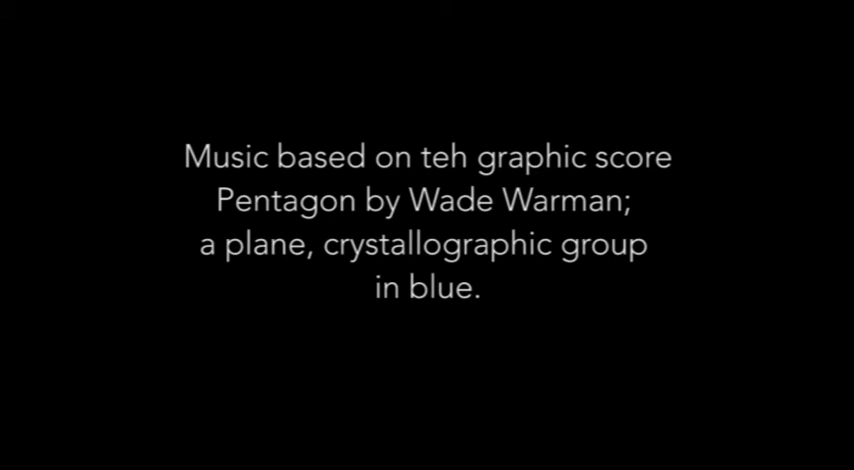 Music based on teh graphic score
Pentagon by Wade Warman;
a plane, crystallographic group
in blue.